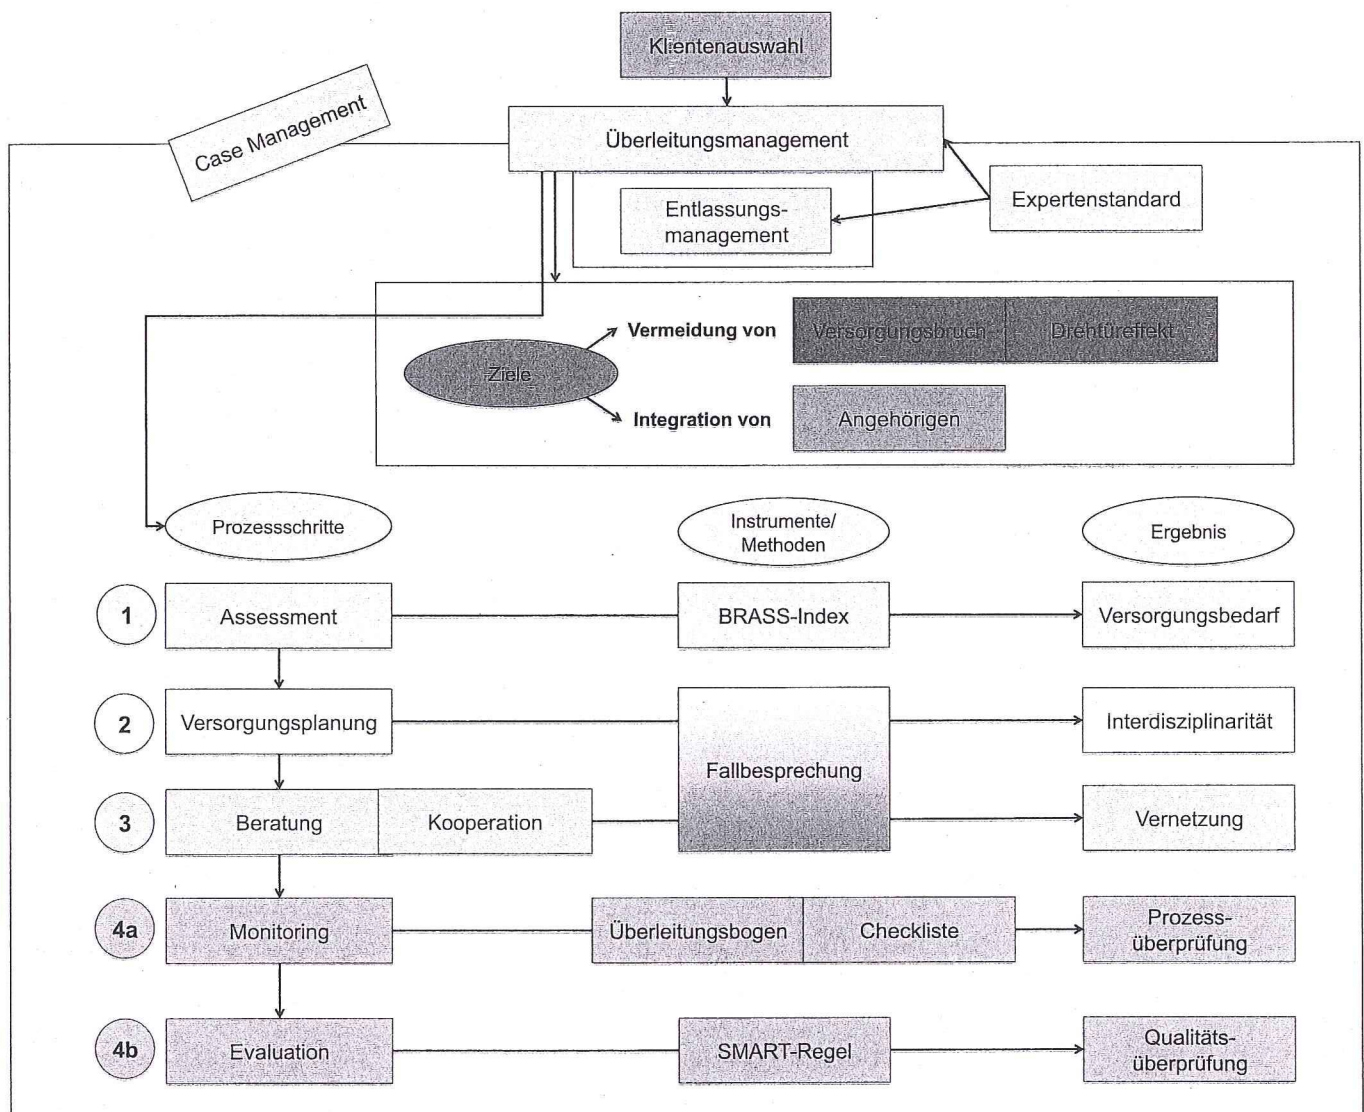 Klientenauswahl
Case Management
Überleitungsmanagement
Expertenstandard
Entlassungs-
management
Vermeidung von
Versorgungsbruch
Drehtüreffekt
Ziele
Integration von
Angehörigen
Prozessschritte
Instrumente/
Methoden
Ergebnis
1
Assessment
BRASS-Index
Versorgungsbedarf
2
Versorgungsplanung
Interdisziplinarität
Fallbesprechung
3
Beratung
Kooperation
Vernetzung
4a
Monitoring
Überleitungsbogen
Checkliste
Prozess-
überprüfung
4b
Evaluation
SMART-Regel
Qualitäts-
überprüfung